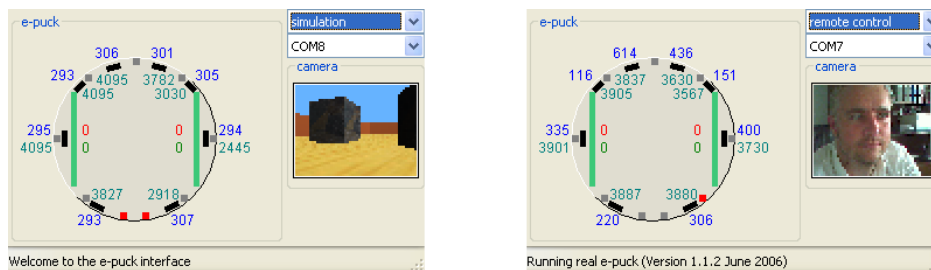 e-puck
simulation
COM8
camera
306 301
293 4095 3782 305
4095 3030
295 0 0 294
4095 0 0 2445
3827 2918
293 307
Welcome to the e-puck interface
e-puck
remote control
COM7
camera
614 436
116 3837 3630 151
3905 3567
335 0 0 400
3901 0 0 3730
3887 3880
220 306
Running real e-puck (Version 1.1.2 June 2006)